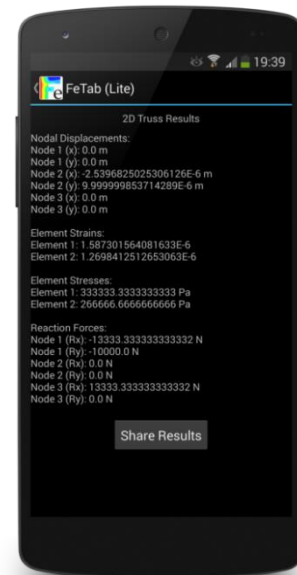 19:39
Fe
FeTab (Lite)
2D Truss Results
Nodal Displacements:
Node 1 (x): 0.0 m
Node 1 (y): 0.0 m
Node 2 (x): -2.5396825025306126E-6 m
Node 2 (y): 9.999999853714289E-6 m
Node 3 (x): 0.0 m
Node 3 (y): 0.0 m
Element Strains:
Element 1: 1.587301564081633E-6
Element 2: 1.2698412512653063E-6
Element Stresses:
Element 1: 333333.3333333333 Pa
Element 2: 266666.6666666666 Pa
Reaction Forces:
Node 1 (Rx): -13333.333333333332 N
Node 1 (Ry): -10000.0 N
Node 2 (Rx): 0.0 N
Node 2 (Ry): 0.0 N
Node 3 (Rx): 13333.333333333332 N
Node 3 (Ry): 0.0 N
Share Results